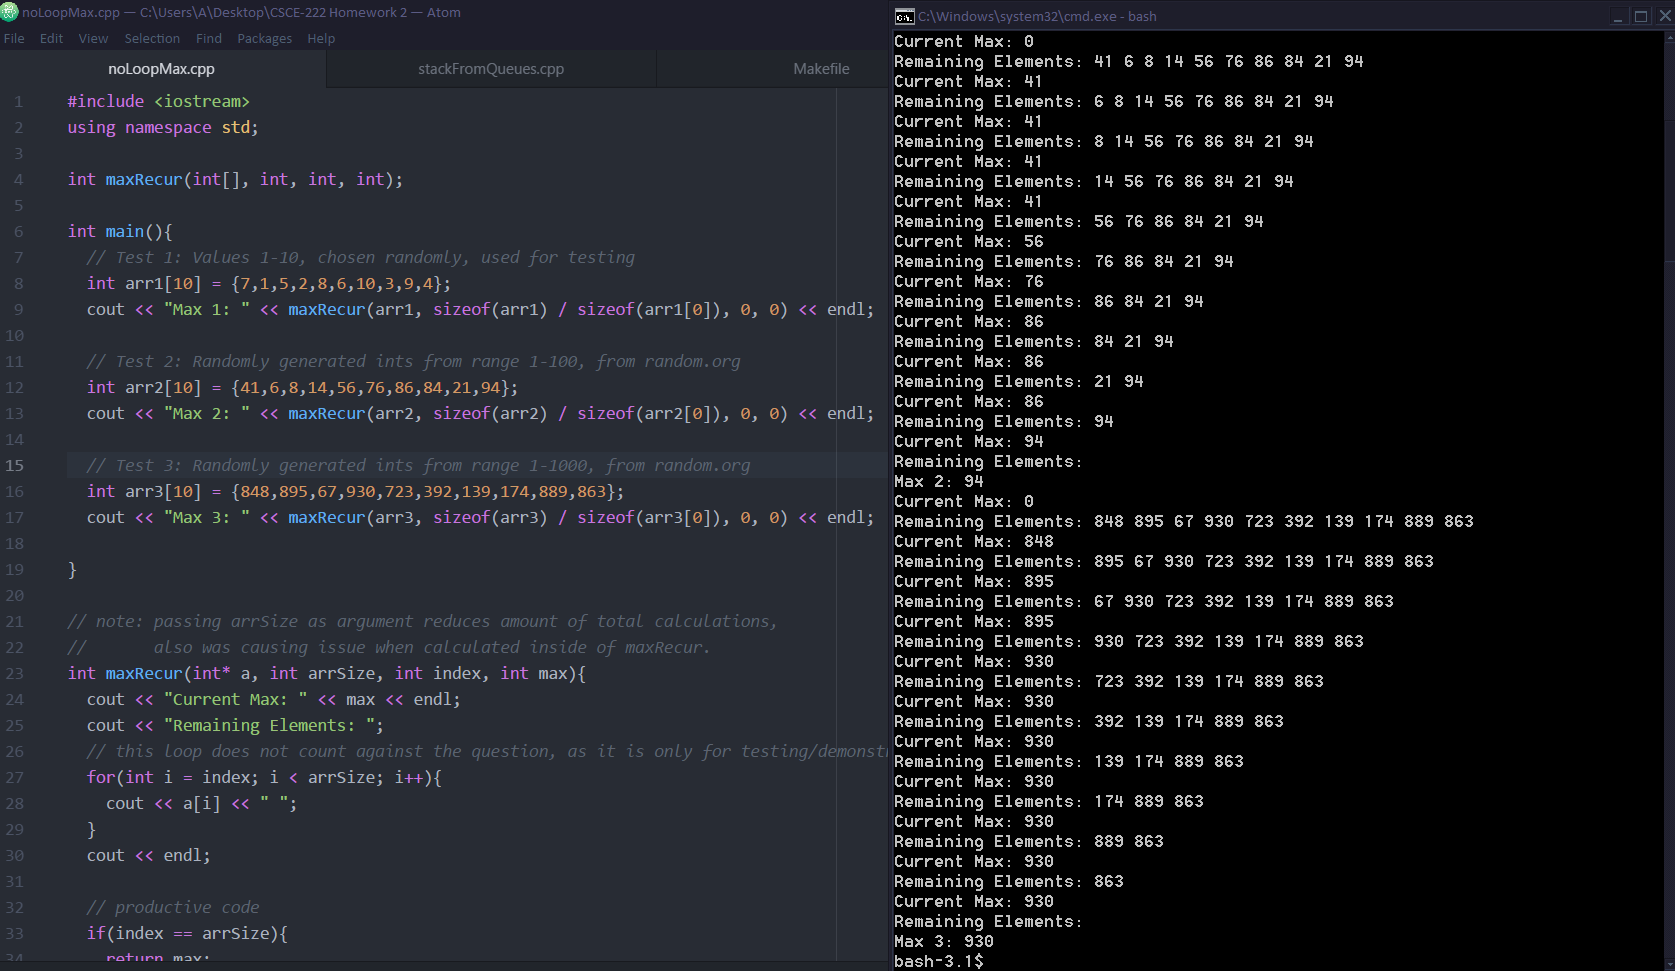 noLoopMax.cpp — C:\Users\A\Desktop\CSCE-222 Homework 2 — Atom
File Edit View Selection Find Packages Help
noLoopMax.cpp stackFromQueues.cpp Makefile
1 #include <iostream>
2 using namespace std;
3
4 int maxRecur(int[], int, int, int);
5
6 int main(){
7 // Test 1: Values 1-10, chosen randomly, used for testing
8 int arr1[10] = {7,1,5,2,8,6,10,3,9,4};
9 cout << "Max 1: " << maxRecur(arr1, sizeof(arr1) / sizeof(arr1[0]), 0, 0) << endl;
10
11 // Test 2: Randomly generated ints from range 1-100, from random.org
12 int arr2[10] = {41,6,8,14,56,76,86,84,21,94};
13 cout << "Max 2: " << maxRecur(arr2, sizeof(arr2) / sizeof(arr2[0]), 0, 0) << endl;
14
15 // Test 3: Randomly generated ints from range 1-1000, from random.org
16 int arr3[10] = {848,895,67,930,723,392,139,174,889,863};
17 cout << "Max 3: " << maxRecur(arr3, sizeof(arr3) / sizeof(arr3[0]), 0, 0) << endl;
18
19 }
20
21 // note: passing arrSize as argument reduces amount of total calculations,
22 // also was causing issue when calculated inside of maxRecur.
23 int maxRecur(int* a, int arrSize, int index, int max){
24 cout << "Current Max: " << max << endl;
25 cout << "Remaining Elements: ";
26 // this loop does not count against the question, as it is only for testing/demonst
27 for(int i = index; i < arrSize; i++){
28 cout << a[i] << " ";
29 }
30 cout << endl;
31
32 // productive code
33 if(index == arrSize){
34 return max;
C:\Windows\system32\cmd.exe - bash
Current Max: 0
Remaining Elements: 41 6 8 14 56 76 86 84 21 94
Current Max: 41
Remaining Elements: 6 8 14 56 76 86 84 21 94
Current Max: 41
Remaining Elements: 8 14 56 76 86 84 21 94
Current Max: 41
Remaining Elements: 14 56 76 86 84 21 94
Current Max: 41
Remaining Elements: 56 76 86 84 21 94
Current Max: 56
Remaining Elements: 76 86 84 21 94
Current Max: 76
Remaining Elements: 86 84 21 94
Current Max: 86
Remaining Elements: 84 21 94
Current Max: 86
Remaining Elements: 21 94
Current Max: 86
Remaining Elements: 94
Current Max: 94
Remaining Elements:
Max 2: 94
Current Max: 0
Remaining Elements: 848 895 67 930 723 392 139 174 889 863
Current Max: 848
Remaining Elements: 895 67 930 723 392 139 174 889 863
Current Max: 895
Remaining Elements: 67 930 723 392 139 174 889 863
Current Max: 895
Remaining Elements: 930 723 392 139 174 889 863
Current Max: 930
Remaining Elements: 723 392 139 174 889 863
Current Max: 930
Remaining Elements: 392 139 174 889 863
Current Max: 930
Remaining Elements: 139 174 889 863
Current Max: 930
Remaining Elements: 174 889 863
Current Max: 930
Remaining Elements: 889 863
Current Max: 930
Remaining Elements: 863
Current Max: 930
Remaining Elements:
Max 3: 930
bash-3.1$